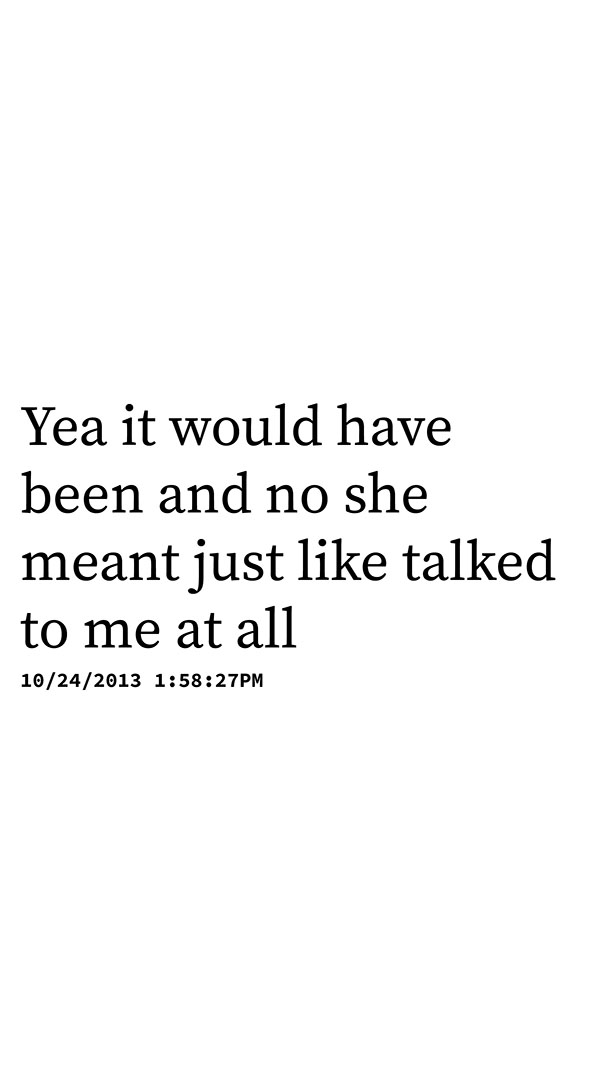 Yea it would have
been and no she
meant just like talked
to me at all
10/24/2013 1:58:27PM